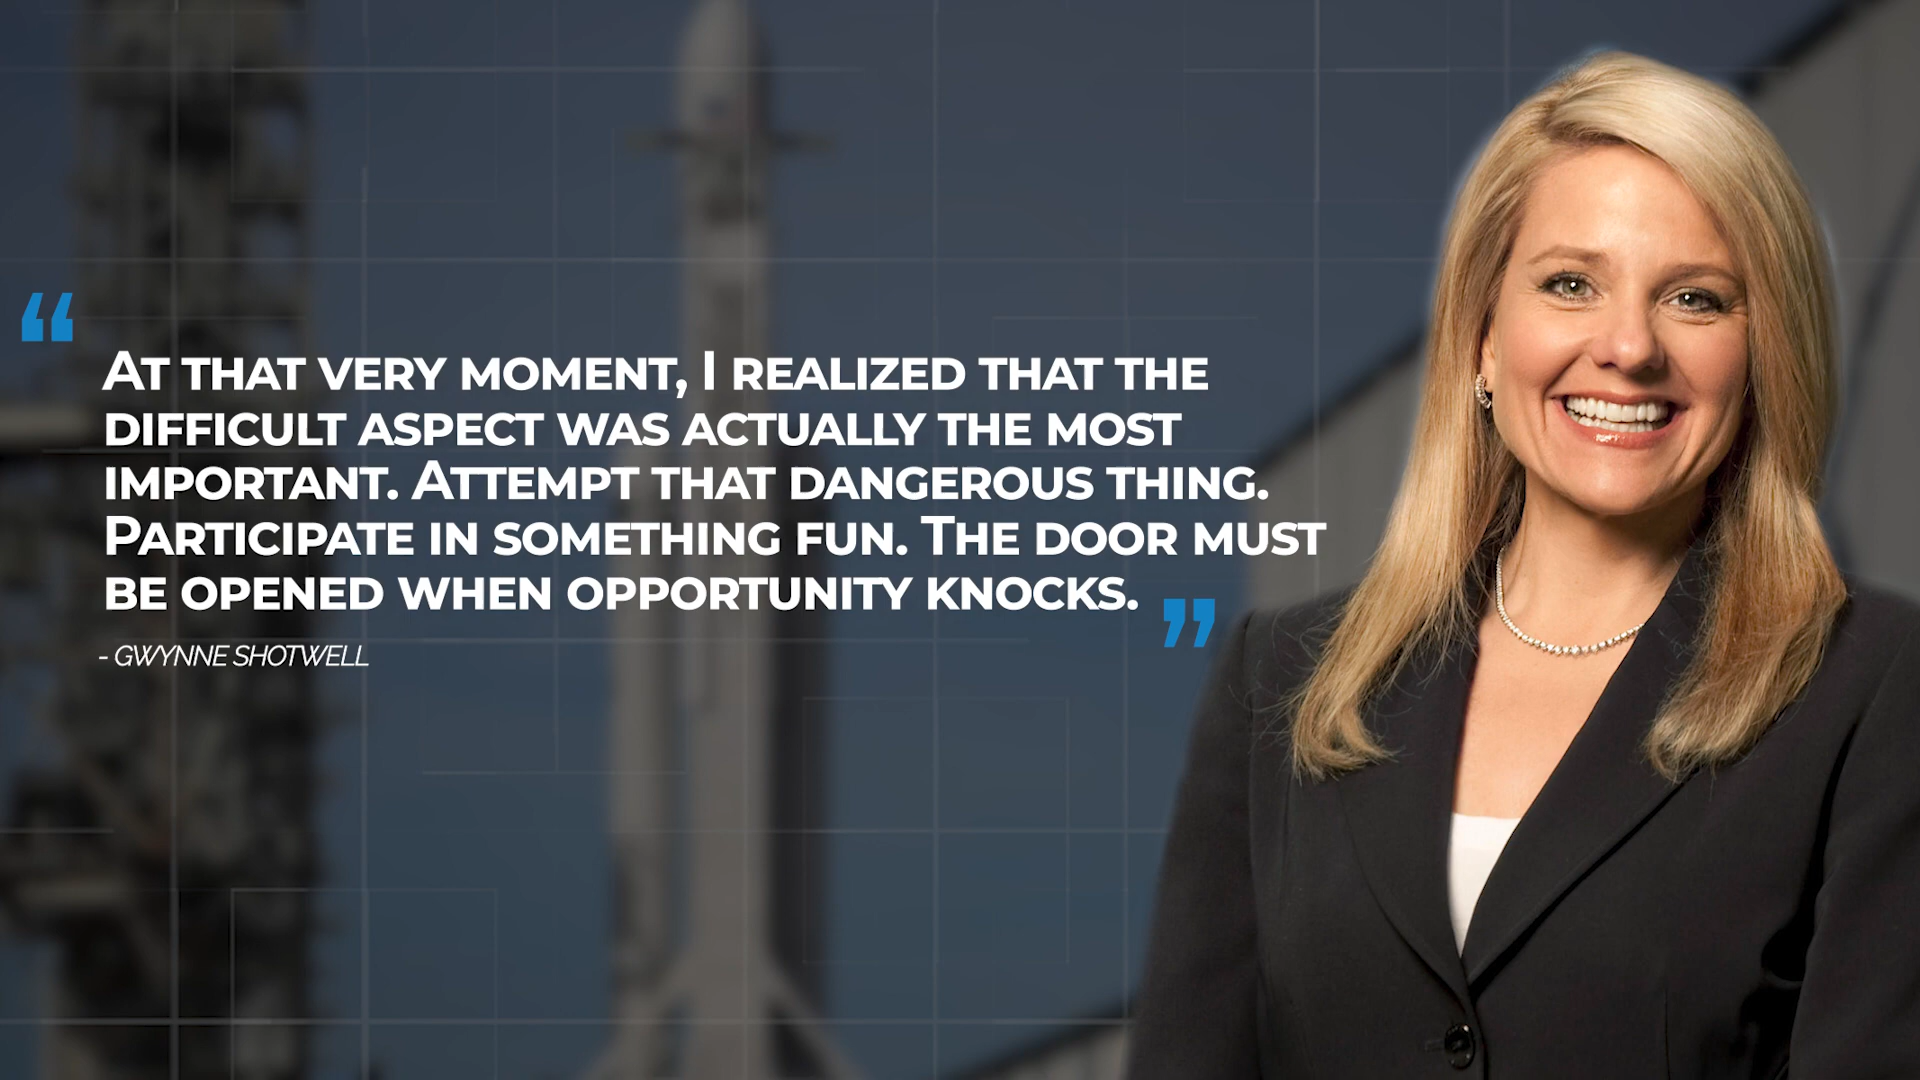 “
At that very moment, I realized that the
difficult aspect was actually the most
important. Attempt that dangerous thing.
Participate in something fun. The door must
be opened when opportunity knocks. ”
- GWYNNE SHOTWELL